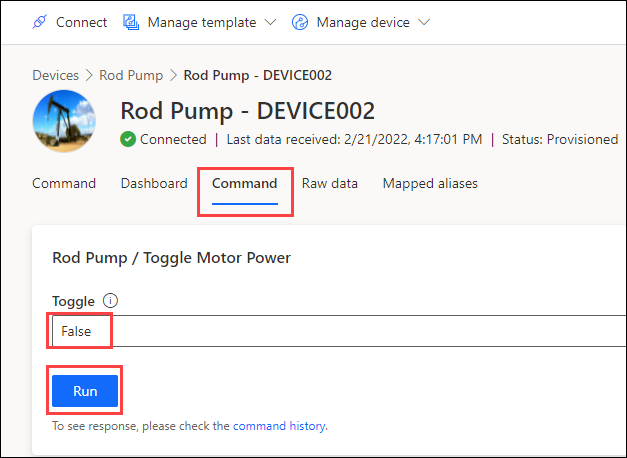 Connect Manage template Manage device
Devices > Rod Pump > Rod Pump - DEVICE002
Rod Pump - DEVICE002
Connected | Last data received: 2/21/2022, 4:17:01 PM | Status: Provisioned
Command Dashboard Command Raw data Mapped aliases
Rod Pump / Toggle Motor Power
Toggle
False
Run
To see response, please check the command history.